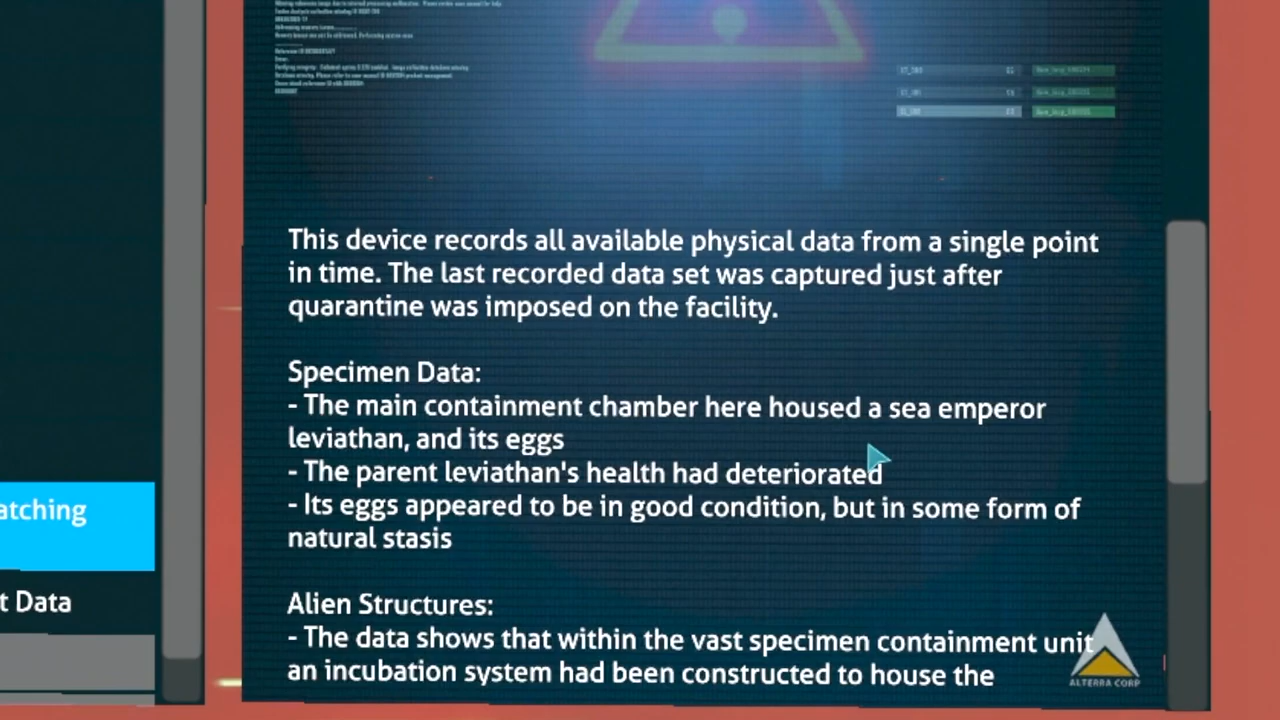 This device records all available physical data from a single point
in time. The last recorded data set was captured just after
quarantine was imposed on the facility.
Specimen Data:
- The main containment chamber here housed a sea emperor
leviathan, and its eggs
- The parent leviathan's health had deteriorated
- Its eggs appeared to be in good condition, but in some form of
natural stasis
atching
t Data
Alien Structures:
- The data shows that within the vast specimen containment unit
an incubation system had been constructed to house the
ALTERRA CORP